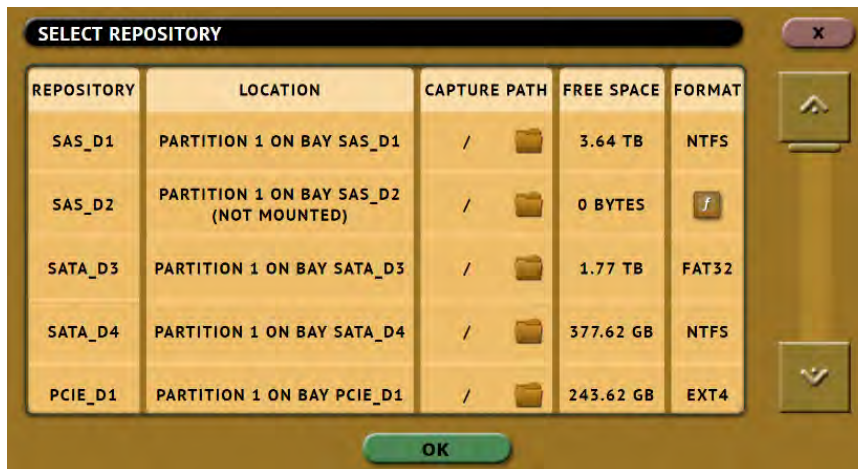 SELECT REPOSITORY
X
REPOSITORY LOCATION CAPTURE PATH FREE SPACE FORMAT
SAS_D1 PARTITION 1 ON BAY SAS_D1 / 3.64 TB NTFS
SAS_D2 PARTITION 1 ON BAY SAS_D2 / 0 BYTES f
(NOT MOUNTED)
SATA_D3 PARTITION 1 ON BAY SATA_D3 / 1.77 TB FAT32
SATA_D4 PARTITION 1 ON BAY SATA_D4 / 377.62 GB NTFS
PCIE_D1 PARTITION 1 ON BAY PCIE_D1 / 243.62 GB EXT4
OK